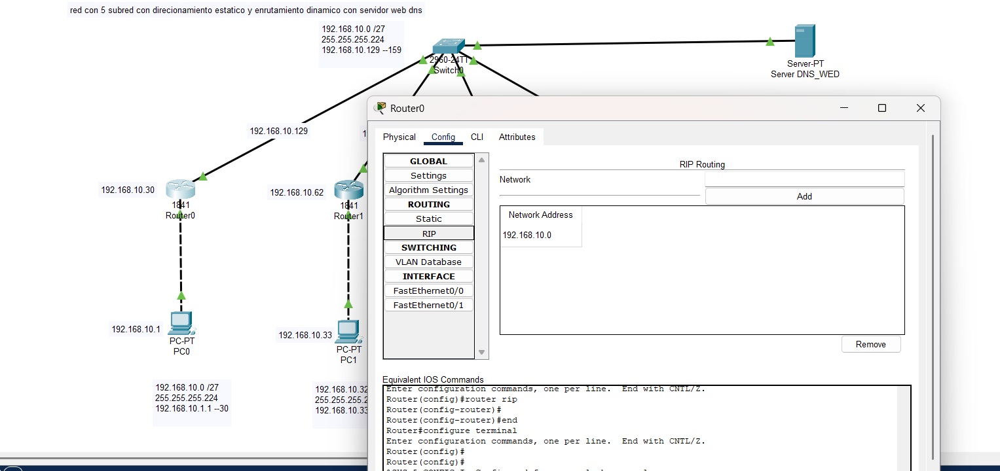 red con 5 subred con direcionamiento estatico y enrutamiento dinamico con servidor web dns
192.168.10.0 /27
255.255.255.224
192.168.10.129 --159
2960-24TT
Switch0
Server-PT
Server DNS_WED
192.168.10.129
192.168.10.30
1841
Router0
192.168.10.62
1841
Router1
192.168.10.1
PC-PT
PC0
192.168.10.33
PC-PT
PC1
192.168.10.0 /27
255.255.255.224
192.168.10.1.1 --30
192.168.10.32
255.255.255.2
192.168.10.33
Router0
Physical
Config
CLI
Attributes
GLOBAL
Settings
Algorithm Settings
ROUTING
Static
RIP
SWITCHING
VLAN Database
INTERFACE
FastEthernet0/0
FastEthernet0/1
RIP Routing
Network
Add
Network Address
192.168.10.0
Remove
Equivalent IOS Commands
Enter configuration commands, one per line.  End with CNTL/Z.
Router(config)#router rip
Router(config-router)#
Router(config-router)#end
Router#configure terminal
Enter configuration commands, one per line.  End with CNTL/Z.
Router(config)#
Router(config)#